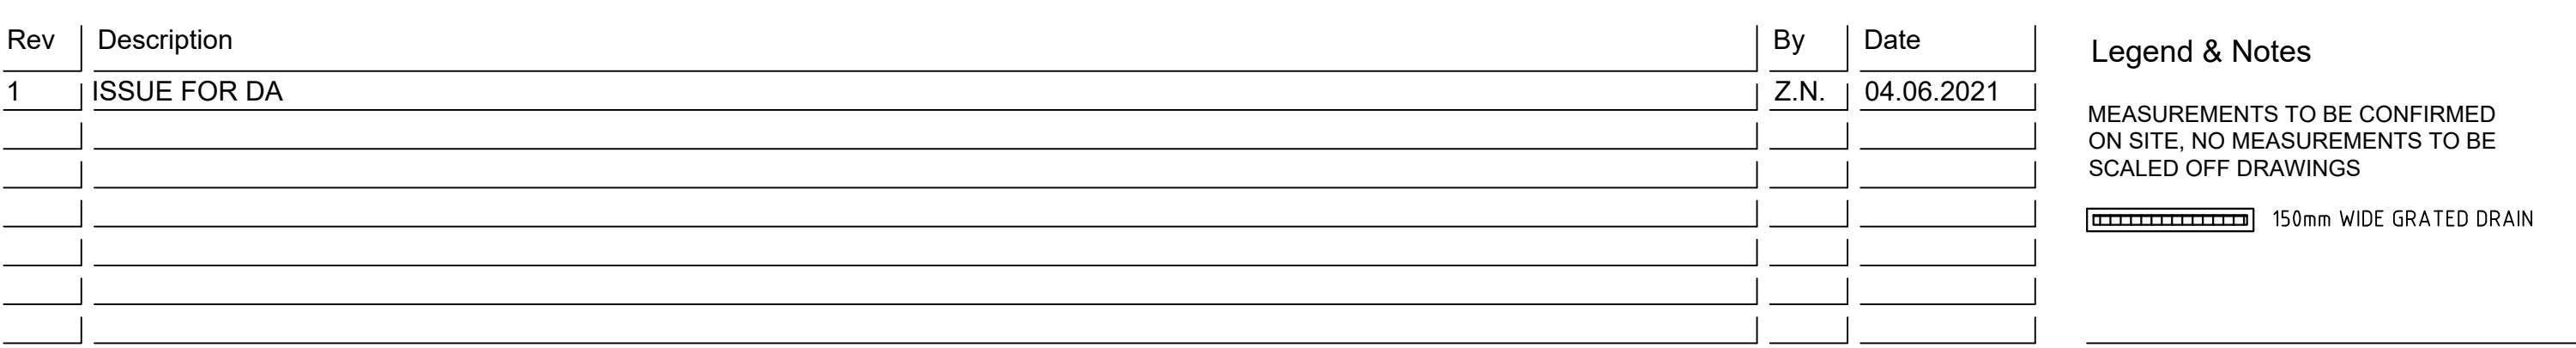 Rev Description By Date
1 ISSUE FOR DA Z.N. 04.06.2021
Legend & Notes
MEASUREMENTS TO BE CONFIRMED
ON SITE, NO MEASUREMENTS TO BE
SCALED OFF DRAWINGS
150mm WIDE GRATED DRAIN